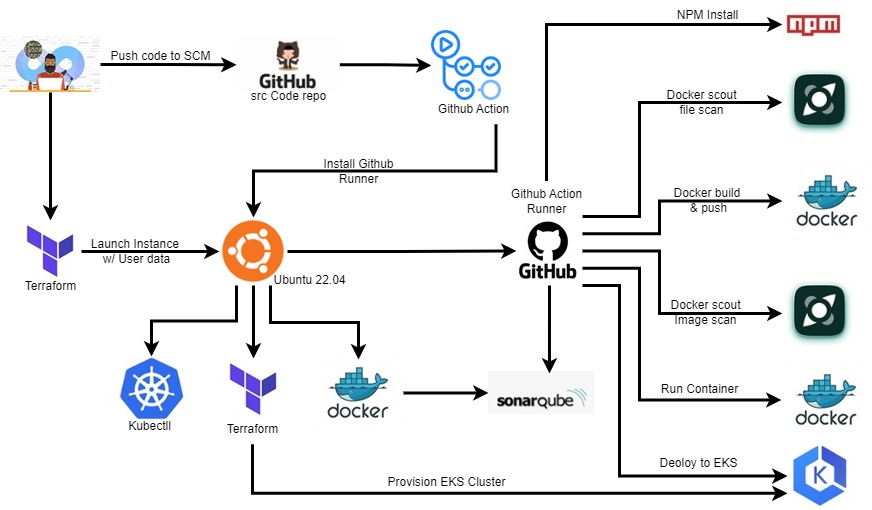 NPM Install
npm
Push code to SCM
GitHub
src Code repo
Github Action
Docker scout
file scan
Install Github
Runner
Github Action
Runner
Docker build
& push
docker
Launch Instance
w/ User data
Terraform
Ubuntu 22.04
GitHub
Docker scout
Image scan
Kubectll
Terraform
docker
sonarqube
Run Container
docker
Deploy to EKS
K
Provision EKS Cluster